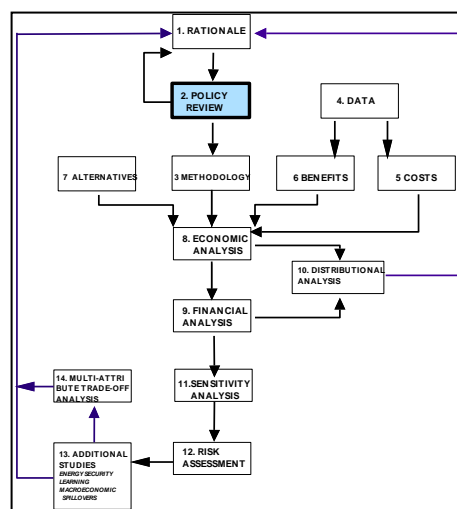 1. RATIONALE
2. POLICY
REVIEW
4. DATA
7 ALTERNATIVES
3 METHODOLOGY
6 BENEFITS
5 COSTS
8. ECONOMIC
ANALYSIS
10. DISTRIBUTIONAL
ANALYSIS
9. FINANCIAL
ANALYSIS
14. MULTI-ATTRI
BUTE TRADE-OFF
ANALYSIS
11.SENSITIVITY
ANALYSIS
12. RISK
ASSESSMENT
13. ADDITIONAL
STUDIES
ENERGY SECURITY
LEARNING
MACROECONOMIC
SPILLOVERS